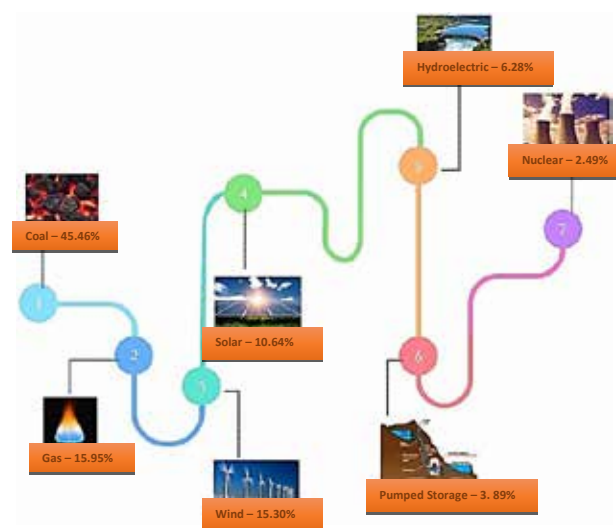 Hydroelectric – 6.28%
Nuclear – 2.49%
Coal – 45.46%
4
5
7
1
2
3
6
Solar – 10.64%
Gas – 15.95%
Wind – 15.30%
Pumped Storage – 3. 89%